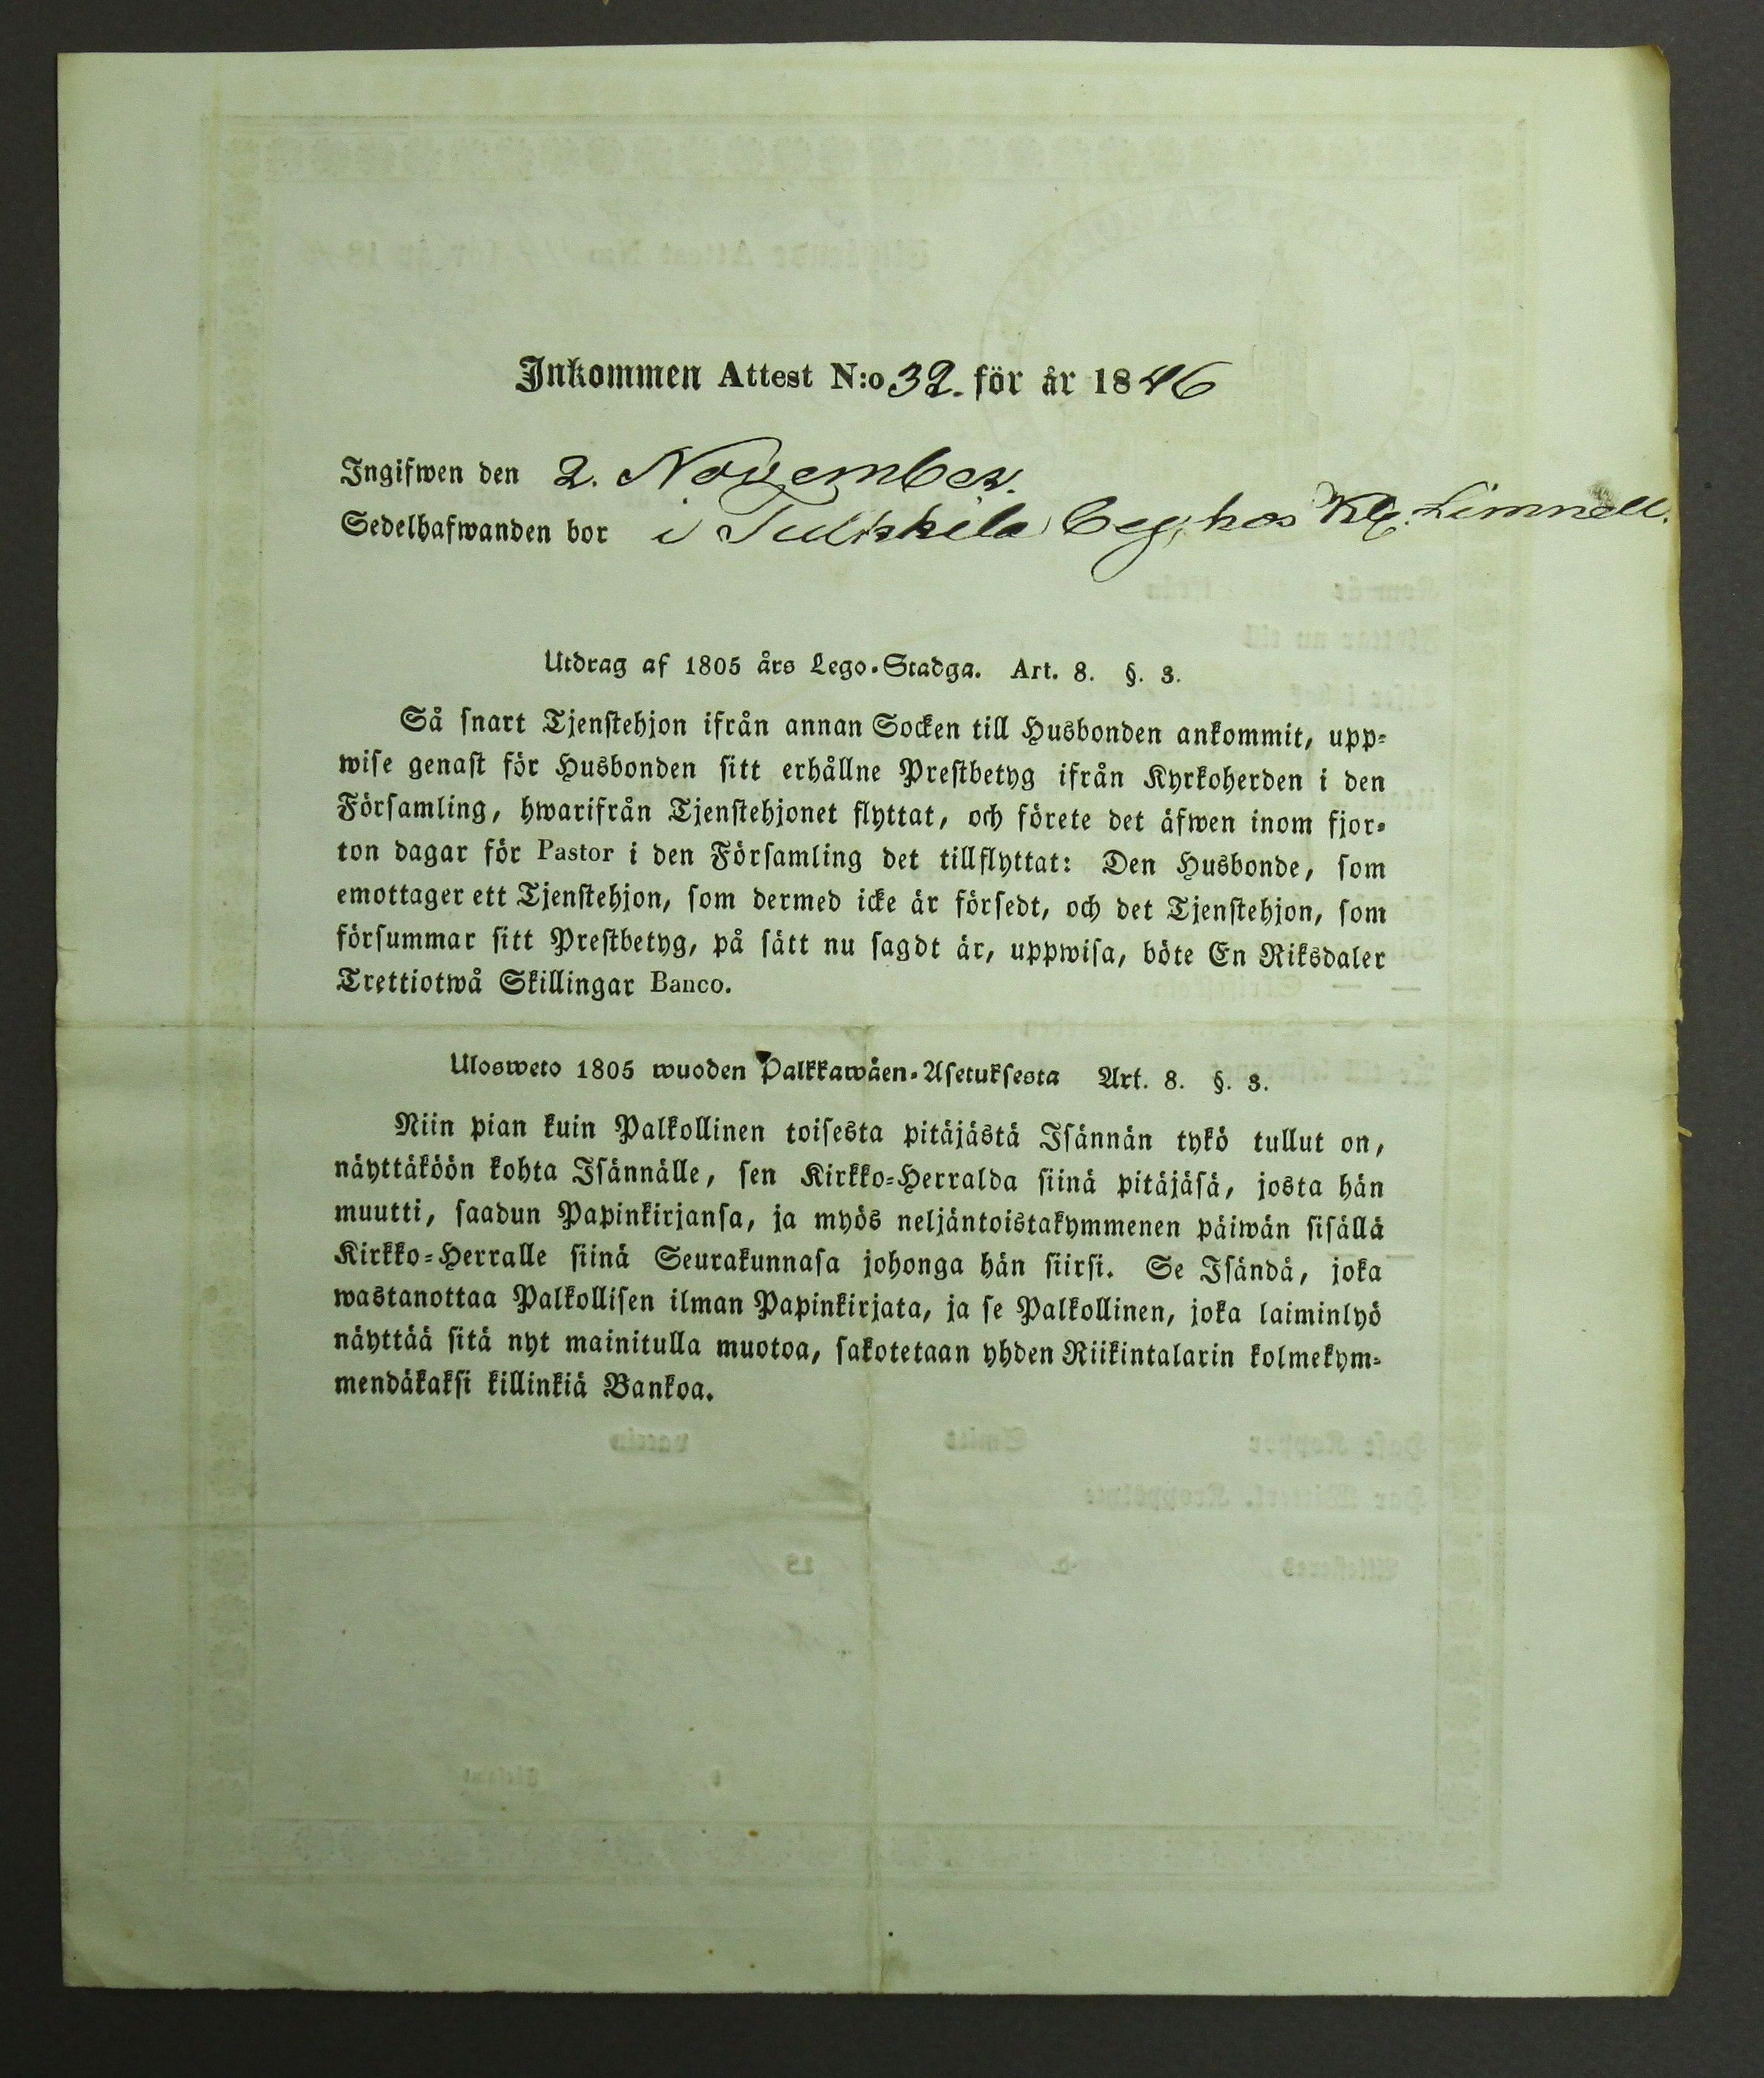 Inkommen Attest N:o 32. för år 1846
Ingifwen den 2. November.
Sedelhafwanden bor i Tulkkila by, hos Kl. Limnell.
Utdrag af 1805 års Lego-Stadga. Art. 8. §. 3.
Så snart Tjenstehjon ifrån annan Socken till Husbonden ankommit, upp-
wise genast för Husbonden sitt erhållne Prestbetyg ifrån Kyrkoherden i den
Församling, hwarifrån Tjenstehjonet flyttat, och förete det äfwen inom fjor-
ton dagar för Pastor i den Församling det tillflyttat: Den Husbonde, som
emottager ett Tjenstehjon, som dermed icke är försedt, och det Tjenstehjon, som
försummar sitt Prestbetyg, på sätt nu sagdt är, uppwisa, böte En Riksdaler
Trettiotwå Skillingar Banco.
Ulosweto 1805 wuoden Palkkawäen-Asetuksesta Art. 8. §. 3.
Niin pian kuin Palkollinen toisesta pitäjästä Isännän tykö tullut on,
näyttäköön kohta Isännälle, sen Kirkko-Herralda siinä pitäjäsä, josta hän
muutti, saadun Papinkirjansa, ja myös neljäntoistakymmenen päiwän sisällä
Kirkko-Herralle siinä Seurakunnasa johonga hän siirsi. Se Isändä, joka
wastanottaa Palkollisen ilman Papinkirjata, ja se Palkollinen, joka laiminlyö
näyttää sitä nyt mainitulla muotoa, sakotetaan yhden Riikintalarin kolmekym-
mendäkaksi killinkiä Bankoa.